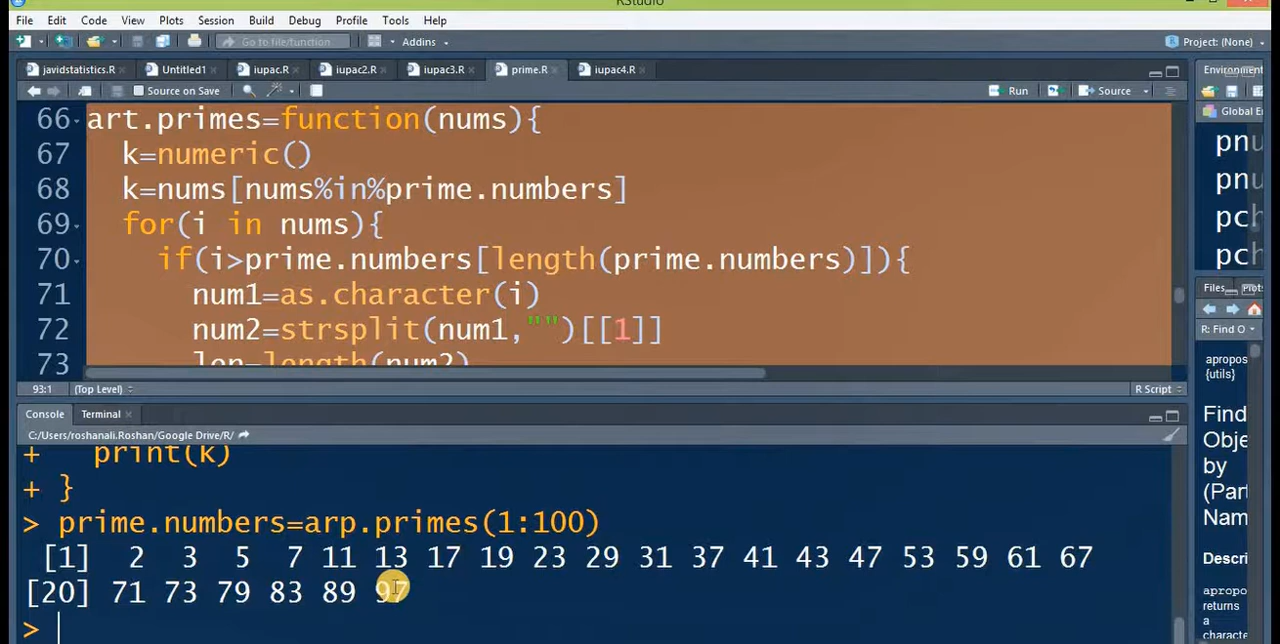 RStudio
File Edit Code View Plots Session Build Debug Profile Tools Help
Go to file/function Addins Project: (None)
javidstatistics.R Untitled1 iupac.R iupac2.R iupac3.R prime.R iupac4.R
Source on Save Run Source
66 art.primes=function(nums){
67 k=numeric()
68 k=nums[nums%in%prime.numbers]
69 for(i in nums){
70 if(i>prime.numbers[length(prime.numbers)]){
71 num1=as.character(i)
72 num2=strsplit(num1,"")[[1]]
73 len=length(num2)
93:1 (Top Level) R Script
Console Terminal
C:/Users/roshanali.Roshan/Google Drive/R/
+ print(k)
+ }
> prime.numbers=arp.primes(1:100)
[1] 2 3 5 7 11 13 17 19 23 29 31 37 41 43 47 53 59 61 67
[20] 71 73 79 83 89 97
>
Environment
Global En
pnu
pnu
pch
pch
Files Plots
R: Find O
apropos
{utils}
Find
Obje
by
(Part
Nam
Descri
apropos
returns
a
characte